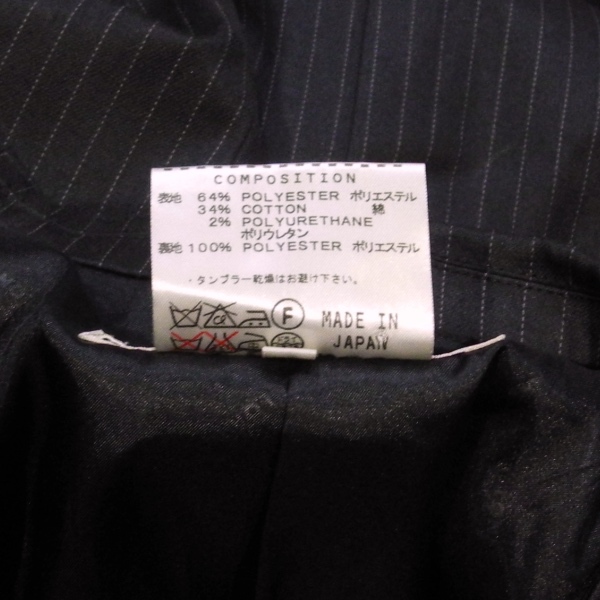 COMPOSITION
表地 64% POLYESTER ポリエステル
34% COTTON 綿
2% POLYURETHANE
ポリウレタン
裏地 100% POLYESTER ポリエステル
・タンブラー乾燥はお避け下さい。
F
MADE IN
JAPAN